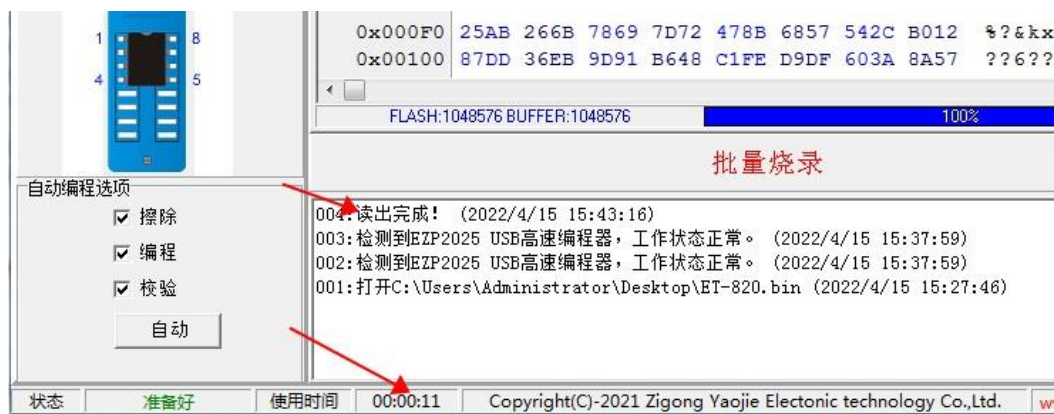 1 8
4 5
0x000F0 25AB 266B 7869 7D72 478B 6857 542C B012 %?&kx
0x00100 87DD 36EB 9D91 B648 C1FE D9DF 603A 8A57 ??6??
FLASH:1048576 BUFFER:1048576 100%
批量烧录
自动编程选项
擦除
编程
校验
自动
004:读出完成! (2022/4/15 15:43:16)
003:检测到EZP2025 USB高速编程器，工作状态正常。 (2022/4/15 15:37:59)
002:检测到EZP2025 USB高速编程器，工作状态正常。 (2022/4/15 15:37:59)
001:打开C:\Users\Administrator\Desktop\ET-820.bin (2022/4/15 15:27:46)
状态 准备好 使用时间 00:00:11 Copyright(C)-2021 Zigong Yaojie Electonic technology Co.,Ltd. w